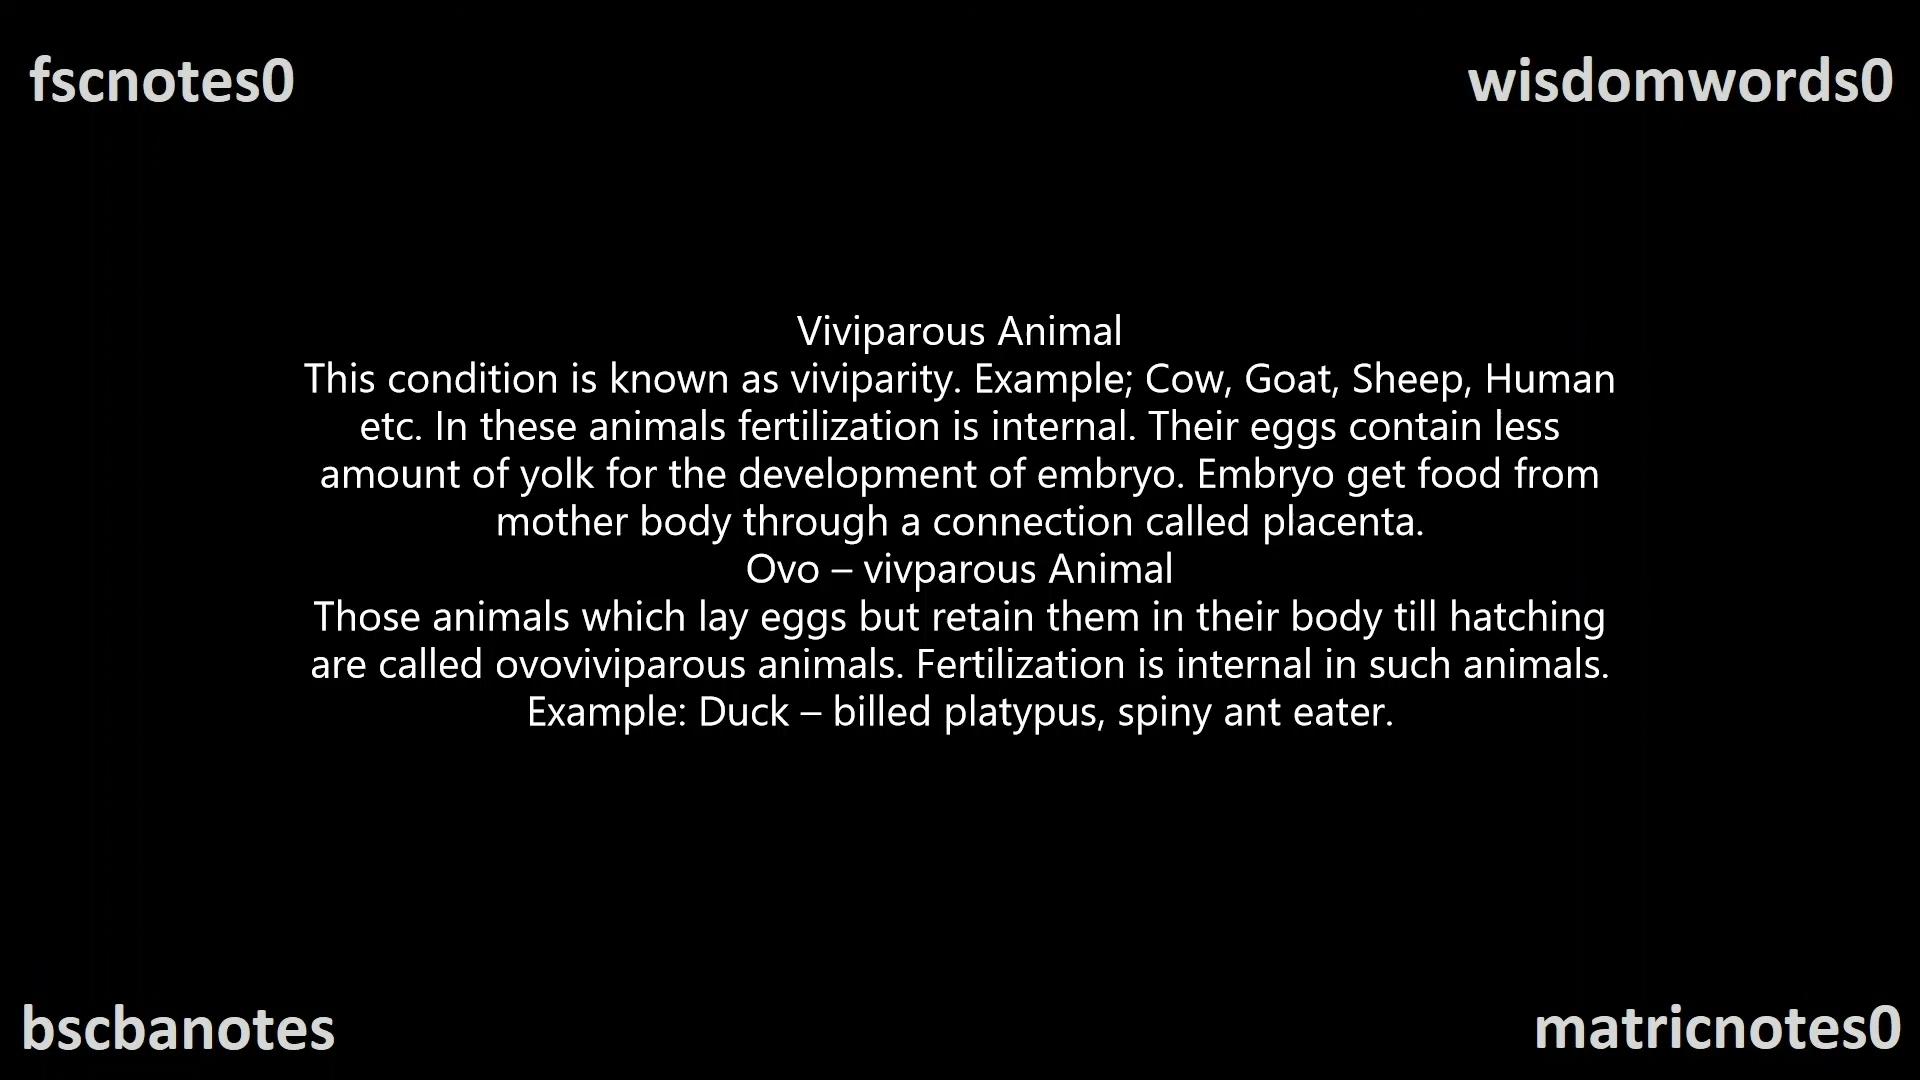 fscnotes0
wisdomwords0
Viviparous Animal
This condition is known as viviparity. Example; Cow, Goat, Sheep, Human
etc. In these animals fertilization is internal. Their eggs contain less
amount of yolk for the development of embryo. Embryo get food from
mother body through a connection called placenta.
Ovo – vivparous Animal
Those animals which lay eggs but retain them in their body till hatching
are called ovoviviparous animals. Fertilization is internal in such animals.
Example: Duck – billed platypus, spiny ant eater.
bscbanotes
matricnotes0